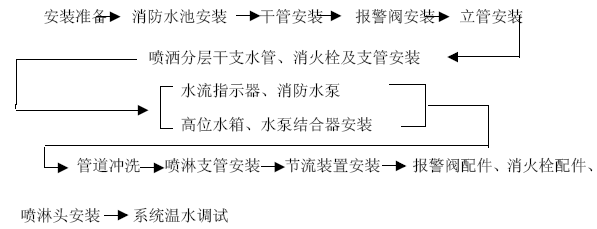 安装准备 消防水池安装 干管安装 报警阀安装 立管安装
喷洒分层干支水管、消火栓及支管安装
水流指示器、消防水泵
高位水箱、水泵结合器安装
管道冲洗 喷淋支管安装 节流装置安装 报警阀配件、消火栓配件、
喷淋头安装 系统温水调试